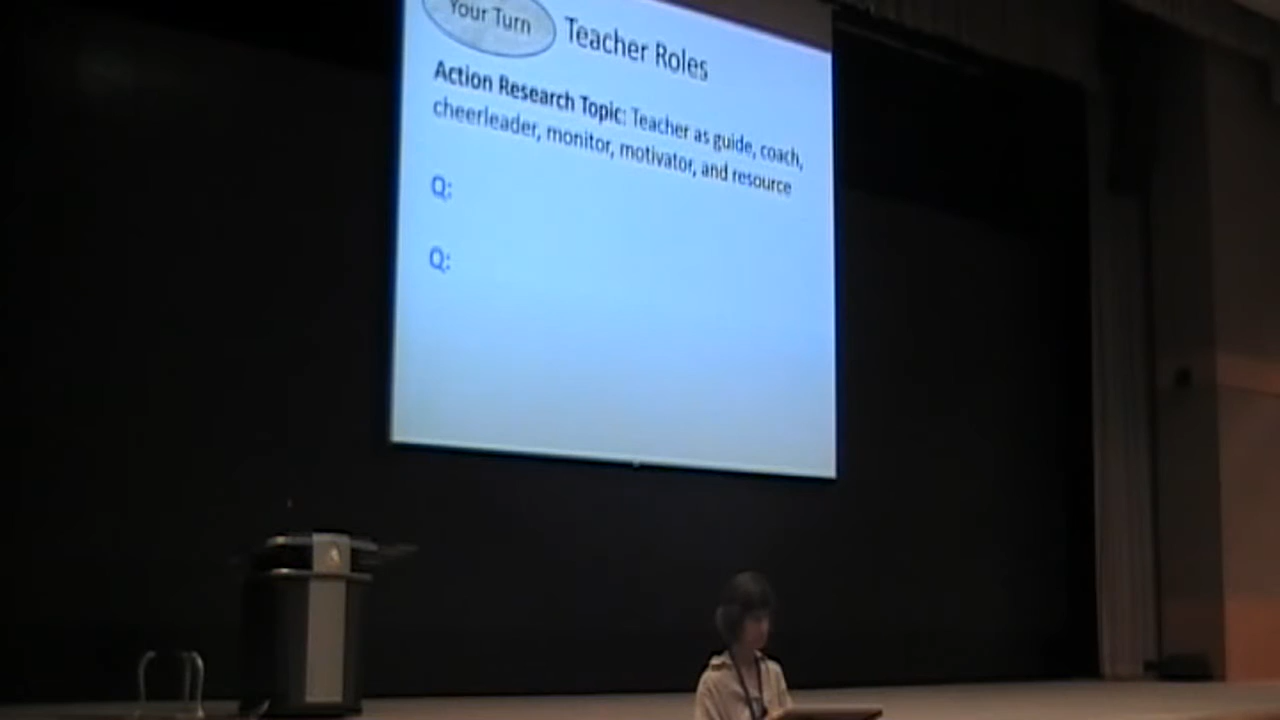 Your Turn
Teacher Roles
Action Research Topic: Teacher as guide, coach,
cheerleader, monitor, motivator, and resource
Q:
Q: